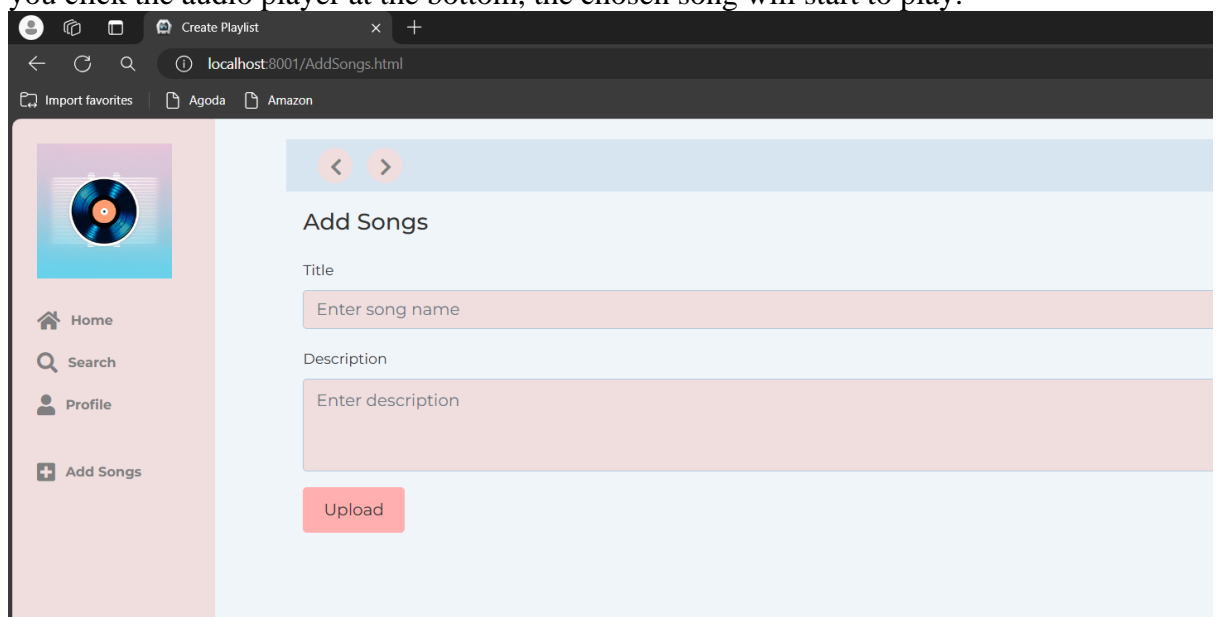 you click the audio player at the bottom, the chosen song will start to play.
Create Playlist
localhost:8001/AddSongs.html
Import favorites Agoda Amazon
Add Songs
Title
Enter song name
Home
Search
Description
Profile
Enter description
Add Songs
Upload